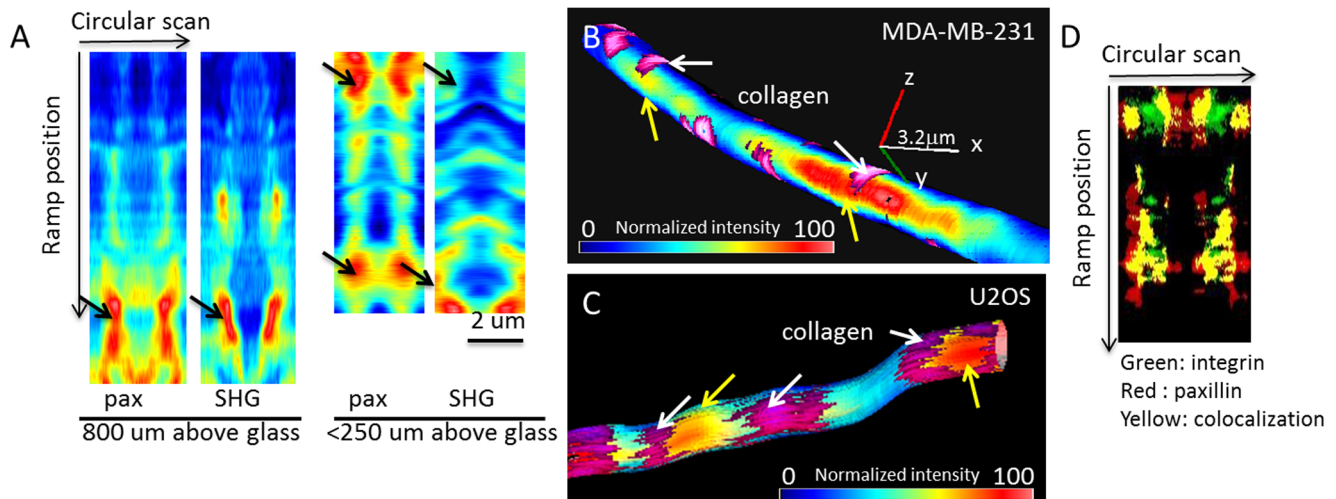 A
Circular scan
Ramp position
pax
SHG
pax
SHG
800 um above glass
<250 um above glass
2 um
B
MDA-MB-231
collagen
z
3.2µm
x
y
0
Normalized intensity
100
C
U2OS
collagen
0
Normalized intensity
100
D
Circular scan
Ramp position
Green: integrin
Red : paxillin
Yellow: colocalization